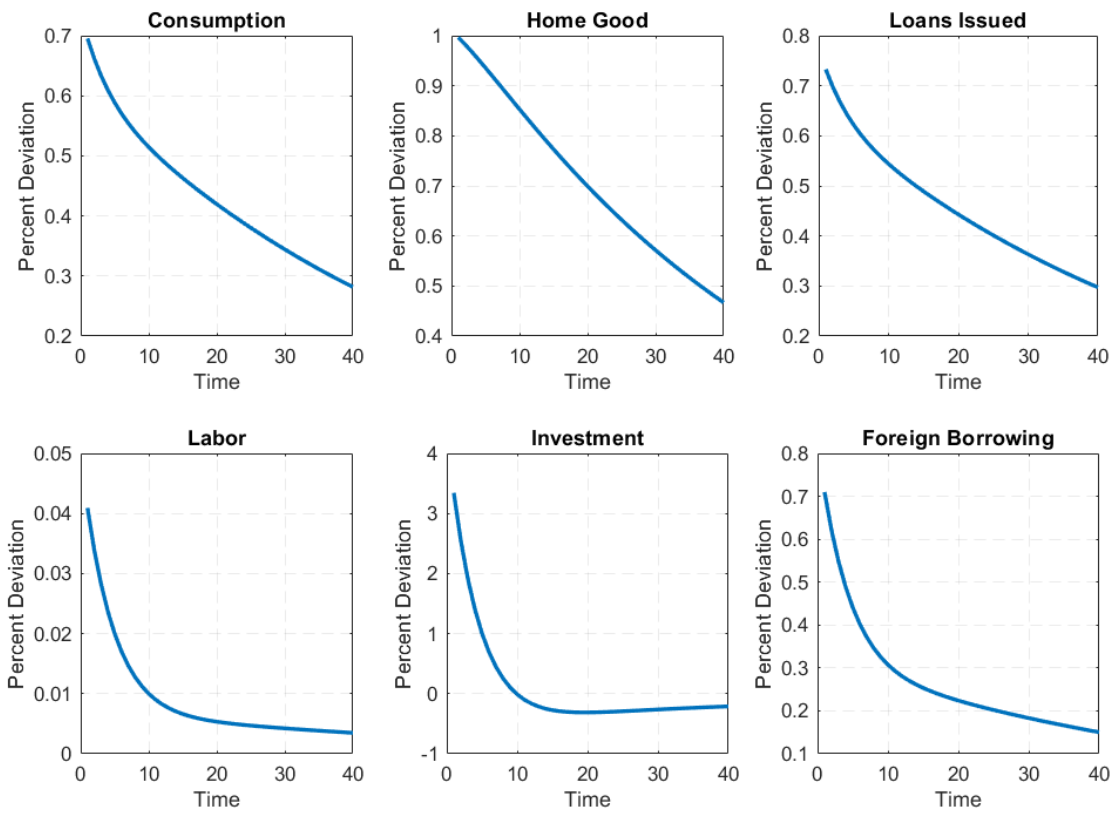 Consumption
0.7
0.6
0.5
0.4
0.3
0.2
Percent Deviation
0 10 20 30 40
Time
Home Good
1
0.9
0.8
0.7
0.6
0.5
0.4
Percent Deviation
0 10 20 30 40
Time
Loans Issued
0.8
0.7
0.6
0.5
0.4
0.3
0.2
Percent Deviation
0 10 20 30 40
Time
Labor
0.05
0.04
0.03
0.02
0.01
0
Percent Deviation
0 10 20 30 40
Time
Investment
4
3
2
1
0
-1
Percent Deviation
0 10 20 30 40
Time
Foreign Borrowing
0.8
0.7
0.6
0.5
0.4
0.3
0.2
0.1
Percent Deviation
0 10 20 30 40
Time